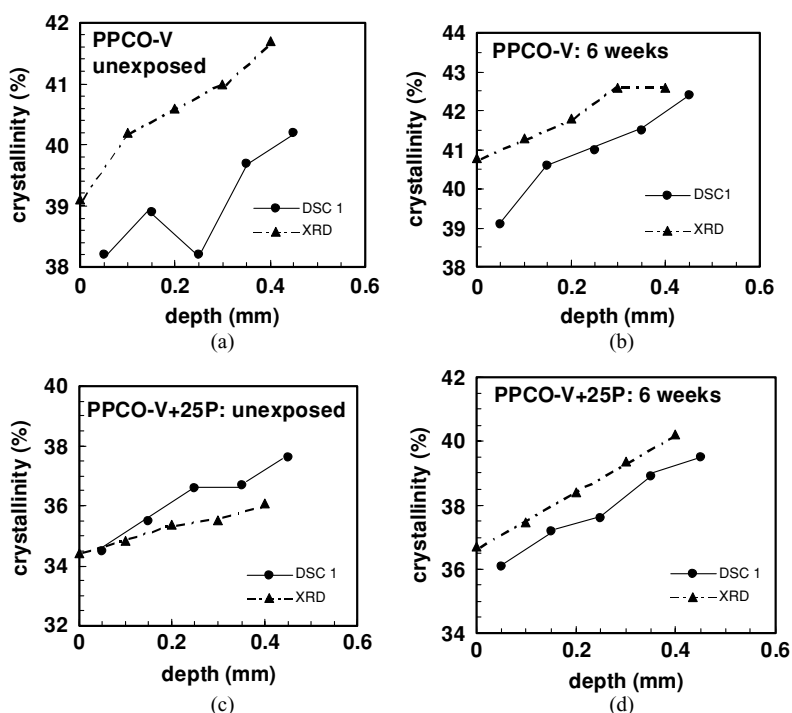 PPCO-V
unexposed
crystallinity (%)
42
41
40
39
38
0 0.2 0.4 0.6
depth (mm)
DSC 1
XRD
(a)
PPCO-V: 6 weeks
crystallinity (%)
44
43
42
41
40
39
38
0 0.2 0.4 0.6
depth (mm)
DSC1
XRD
(b)
PPCO-V+25P: unexposed
crystallinity (%)
40
38
36
34
32
0 0.2 0.4 0.6
depth (mm)
DSC 1
XRD
(c)
PPCO-V+25P: 6 weeks
crystallinity (%)
42
40
38
36
34
0 0.2 0.4 0.6
depth (mm)
DSC 1
XRD
(d)